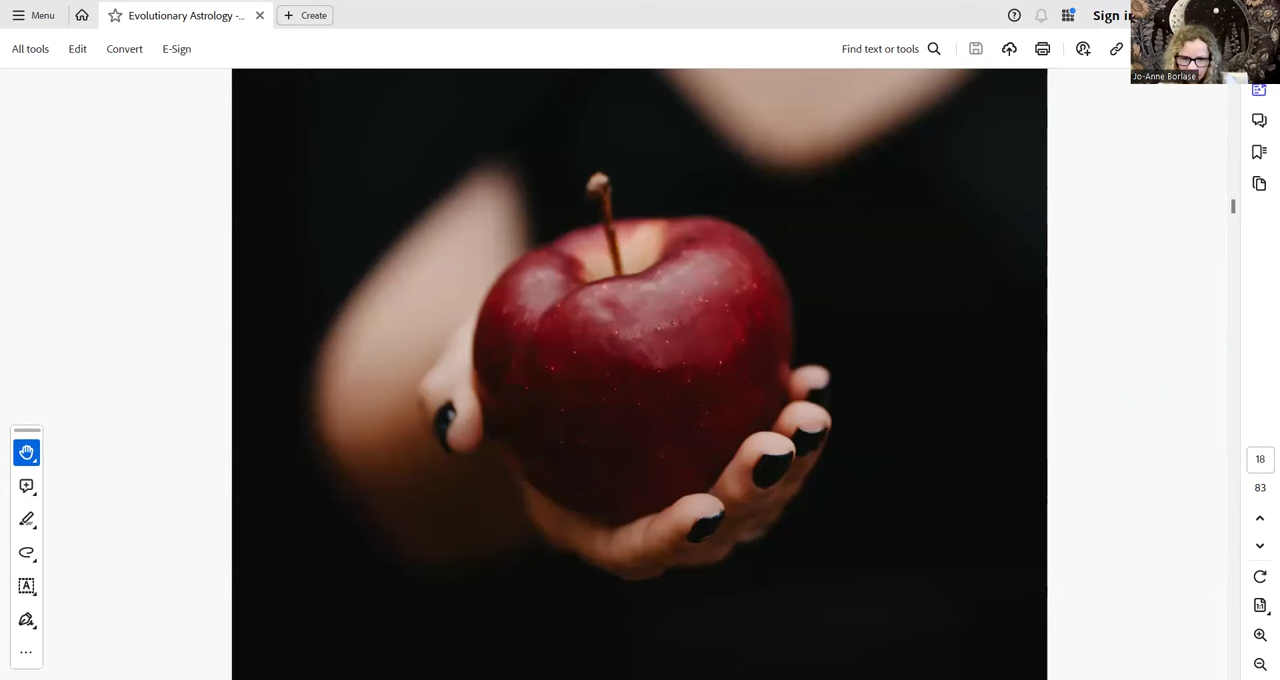 Menu
Evolutionary Astrology -...
Create
Sign in
All tools
Edit
Convert
E-Sign
Find text or tools
Jo-Anne Borlase
18
83